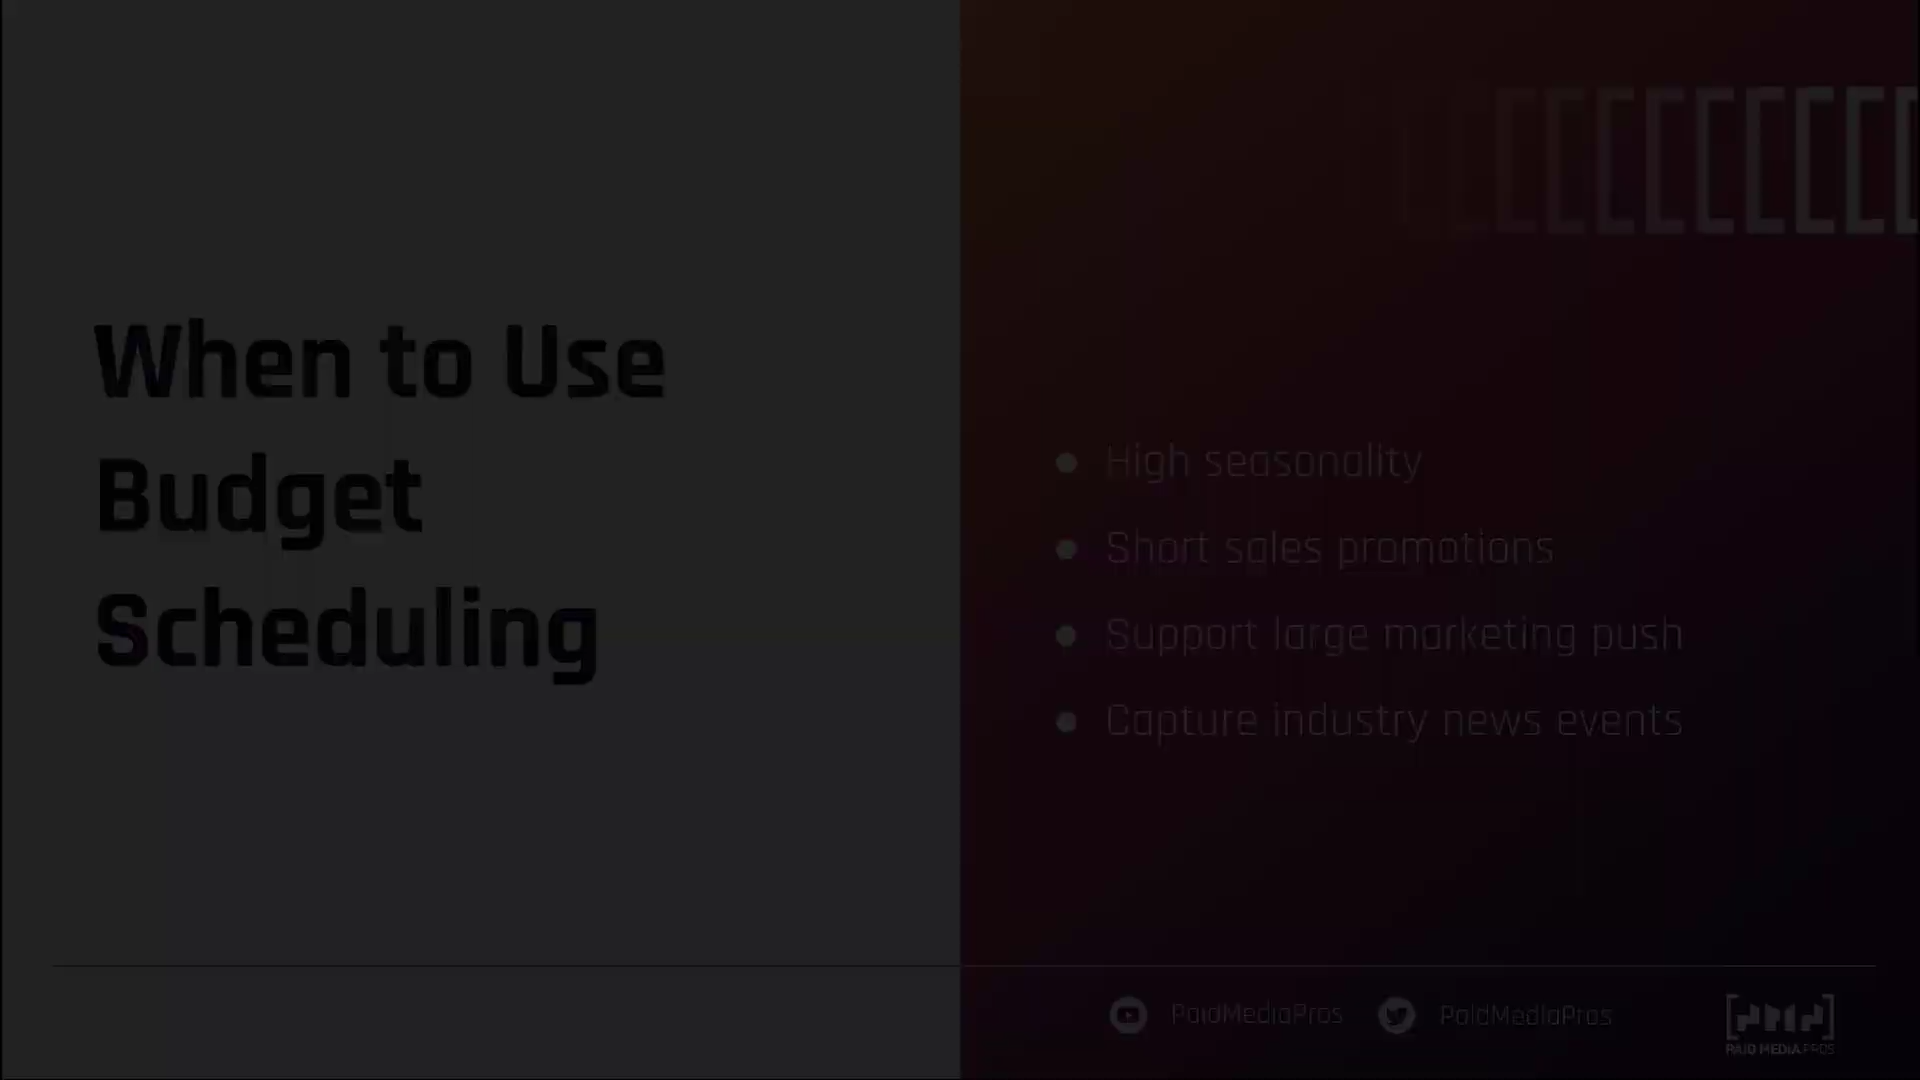 When to Use
Budget
Scheduling
High seasonality
Short sales promotions
Support large marketing push
Capture industry news events
PaidMediaPros
PaidMediaPros
PAID MEDIA PROS